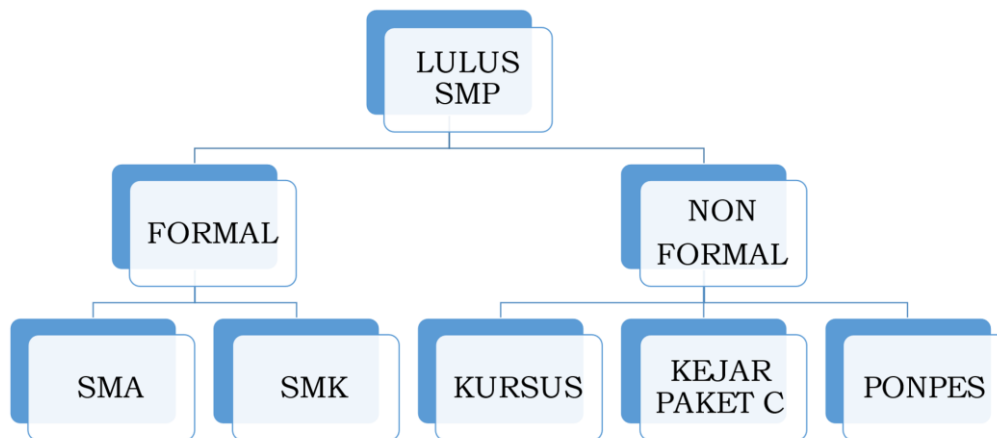 LULUS
SMP
FORMAL
NON
FORMAL
SMA
SMK
KURSUS
KEJAR
PAKET C
PONPES